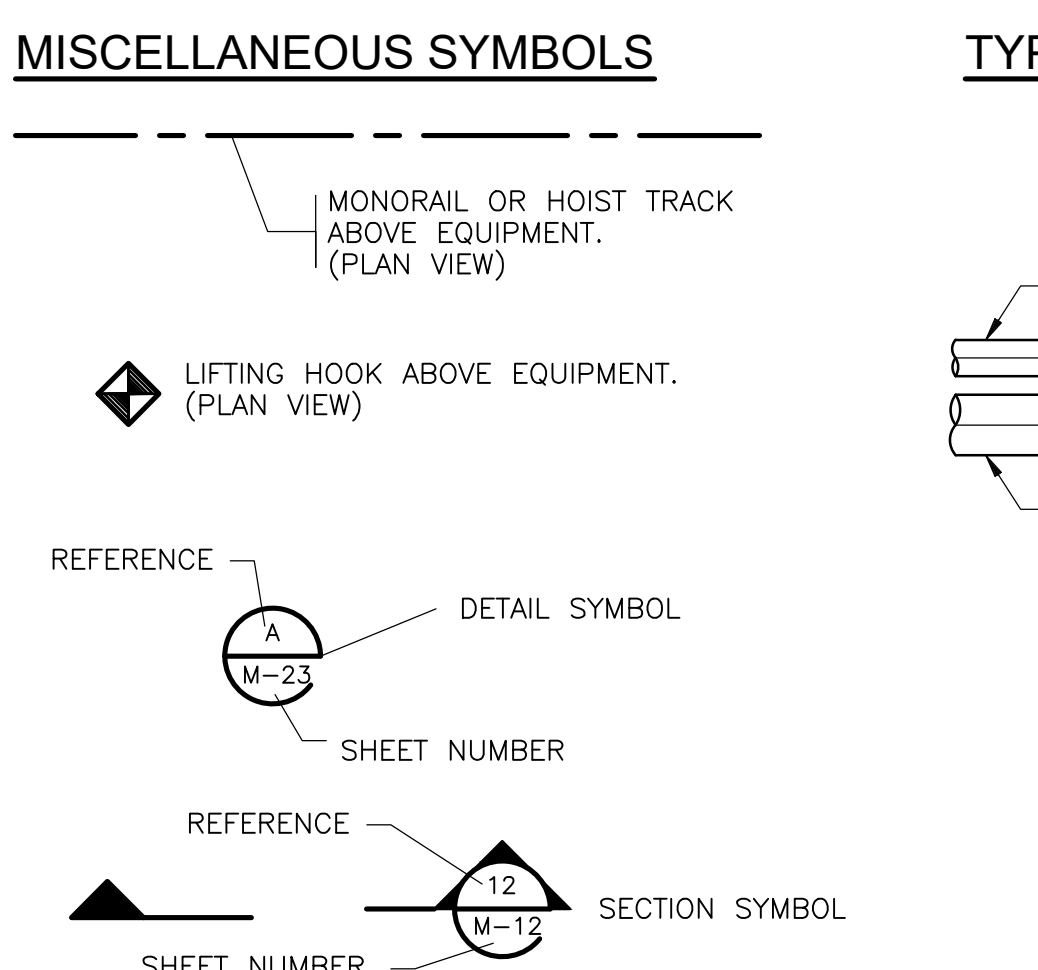 MISCELLANEOUS SYMBOLS
MONORAIL OR HOIST TRACK
ABOVE EQUIPMENT.
(PLAN VIEW)
LIFTING HOOK ABOVE EQUIPMENT.
(PLAN VIEW)
REFERENCE
A
DETAIL SYMBOL
M-23
SHEET NUMBER
REFERENCE
12
SECTION SYMBOL
M-12
SHEET NUMBER